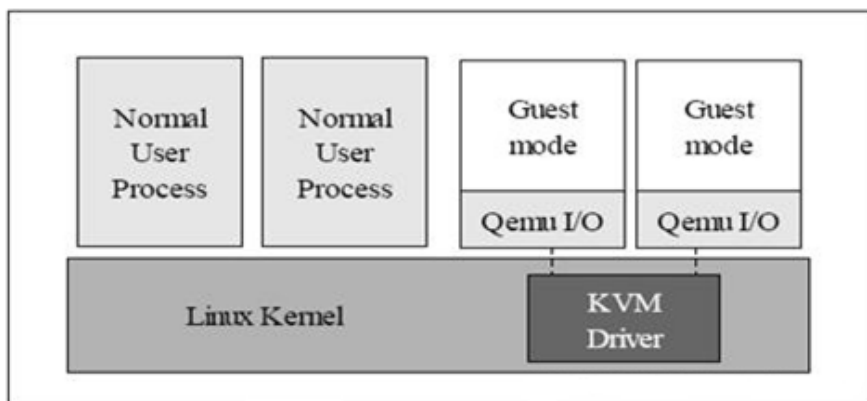 Normal
User
Process
Normal
User
Process
Guest
mode
Qemu I/O
Guest
mode
Qemu I/O
Linux Kernel
KVM
Driver